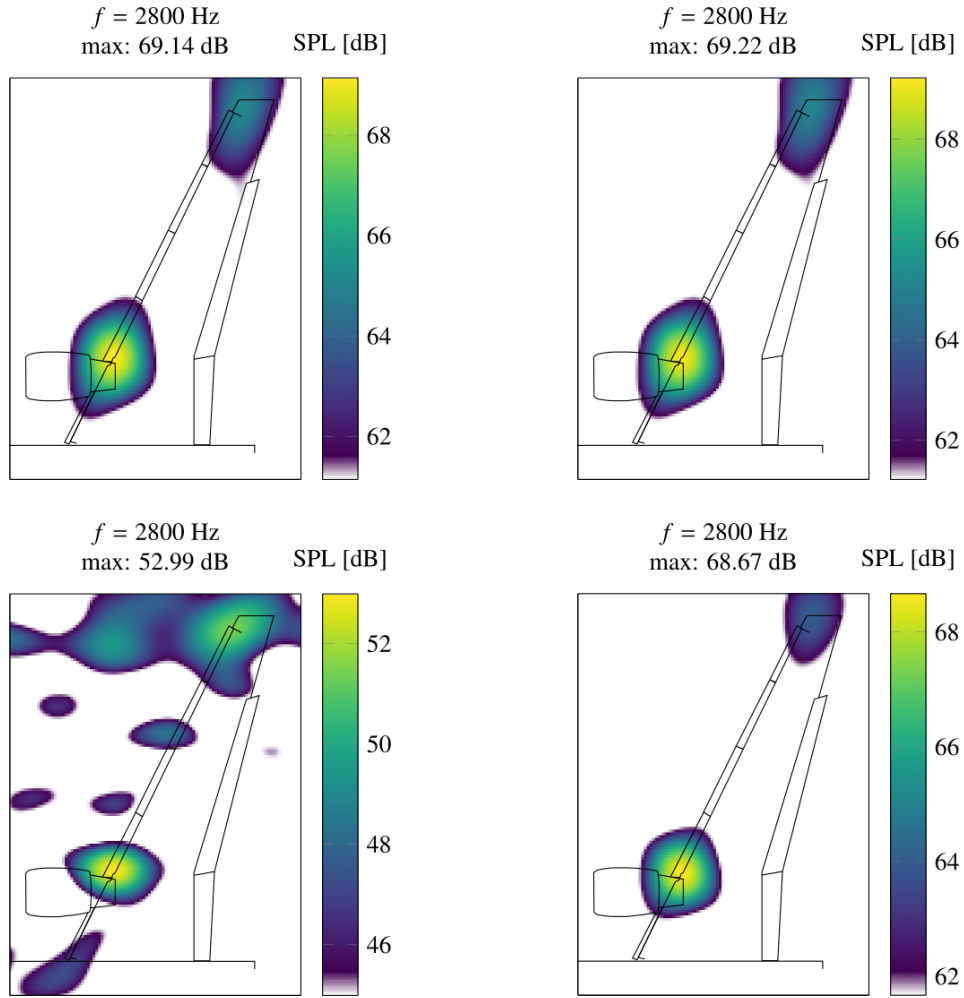 f = 2800 Hz
max: 69.14 dB
SPL [dB]
68
66
64
62
f = 2800 Hz
max: 69.22 dB
SPL [dB]
68
66
64
62
f = 2800 Hz
max: 52.99 dB
SPL [dB]
52
50
48
46
f = 2800 Hz
max: 68.67 dB
SPL [dB]
68
66
64
62